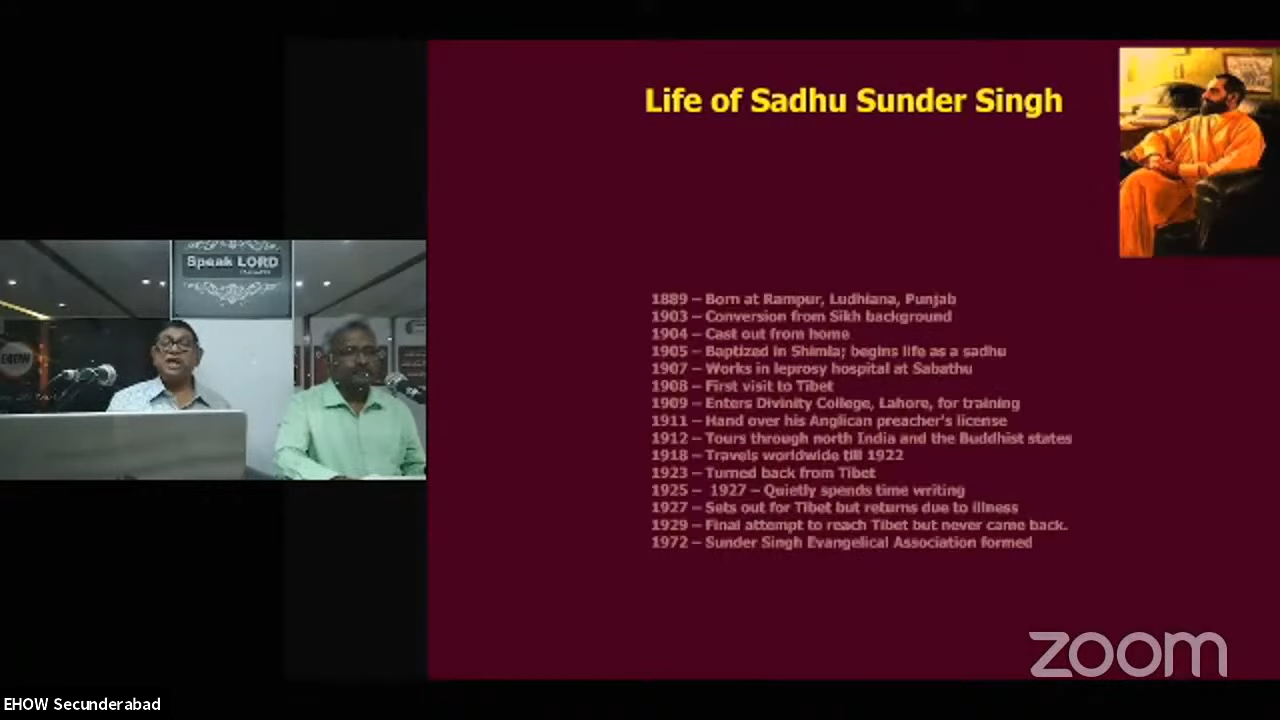 Life of Sadhu Sunder Singh
Speak LORD
EHOW
1889 – Born at Rampur, Ludhiana, Punjab
1903 – Conversion from Sikh background
1904 – Cast out from home
1905 – Baptized in Shimla; begins life as a sadhu
1907 – Works in leprosy hospital at Sabathu
1908 – First visit to Tibet
1909 – Enters Divinity College, Lahore, for training
1911 – Hand over his Anglican preacher's license
1912 – Tours through north India and the Buddhist states
1918 – Travels worldwide till 1922
1923 – Turned back from Tibet
1925 – 1927 – Quietly spends time writing
1927 – Sets out for Tibet but returns due to illness
1929 – Final attempt to reach Tibet but never came back.
1972 – Sunder Singh Evangelical Association formed
zoom
EHOW Secunderabad